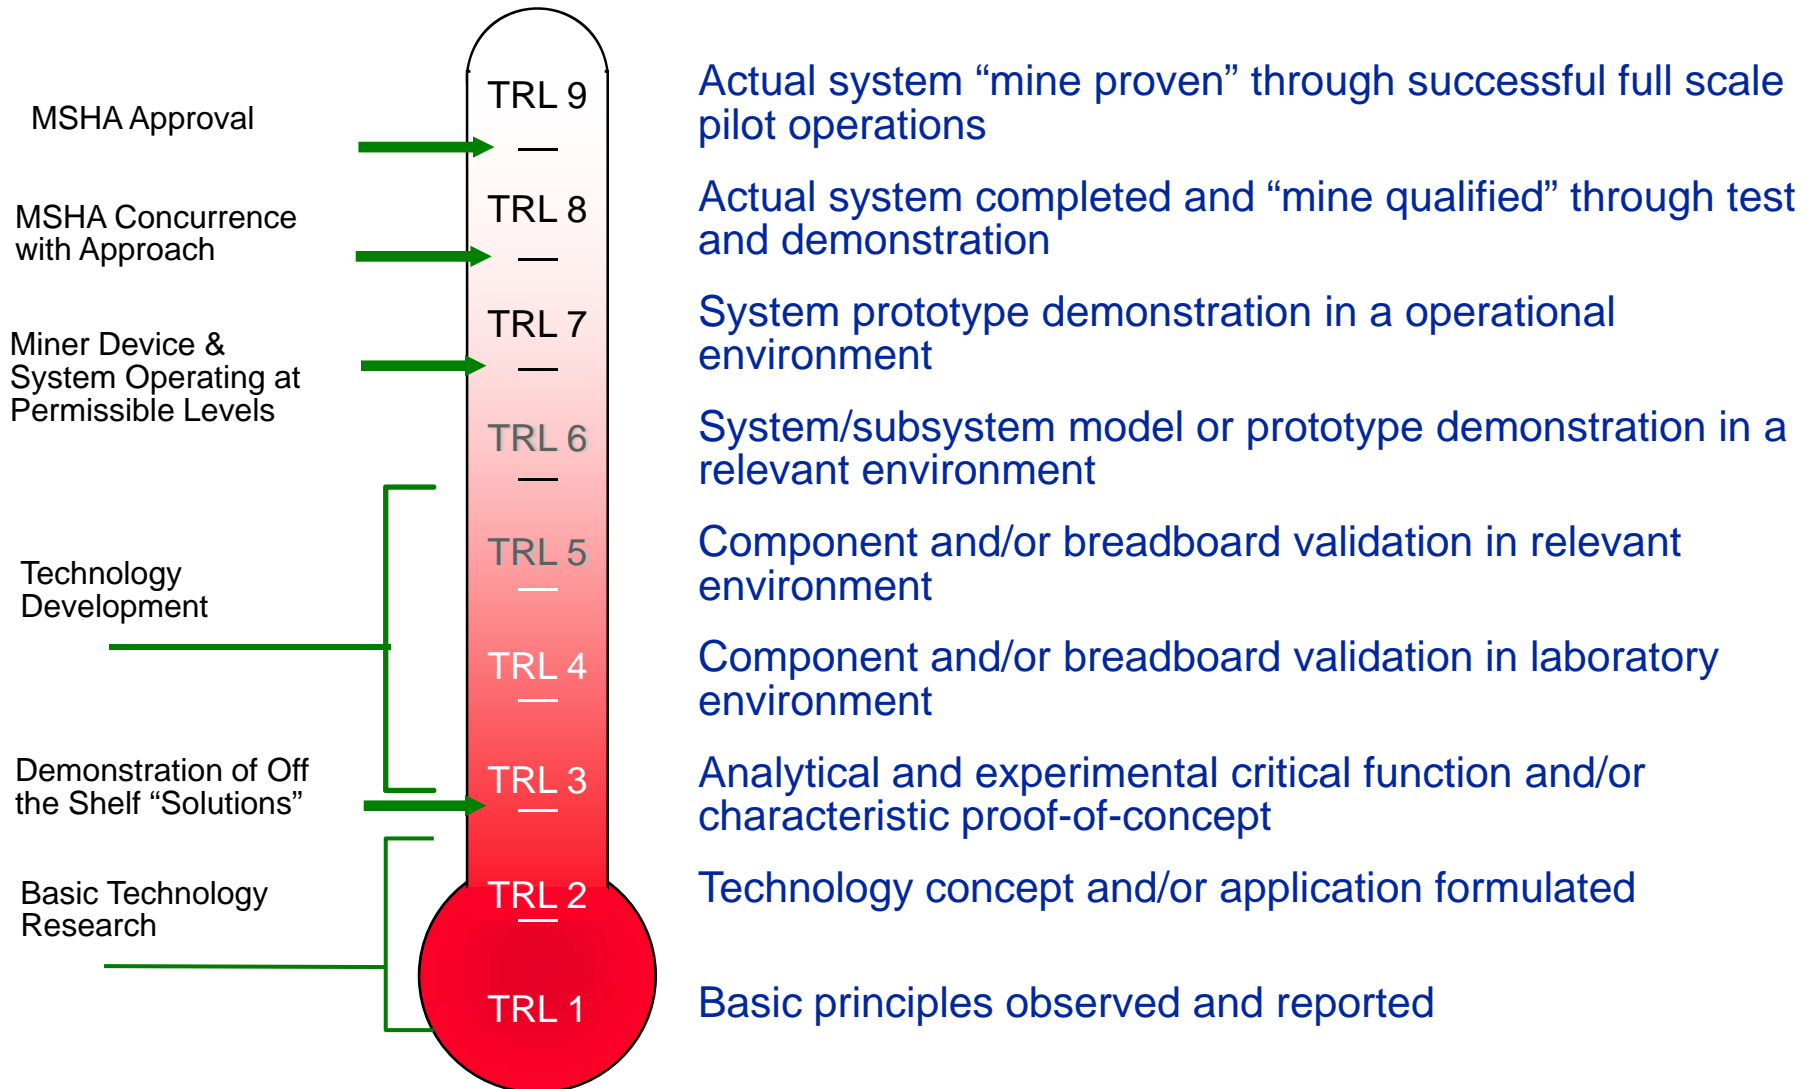 MSHA Approval
TRL 9
Actual system “mine proven” through successful full scale
pilot operations
MSHA Concurrence
with Approach
TRL 8
Actual system completed and “mine qualified” through test
and demonstration
Miner Device &
System Operating at
Permissible Levels
TRL 7
System prototype demonstration in a operational
environment
TRL 6
System/subsystem model or prototype demonstration in a
relevant environment
Technology
Development
TRL 5
Component and/or breadboard validation in relevant
environment
TRL 4
Component and/or breadboard validation in laboratory
environment
Demonstration of Off
the Shelf “Solutions”
TRL 3
Analytical and experimental critical function and/or
characteristic proof-of-concept
Basic Technology
Research
TRL 2
Technology concept and/or application formulated
TRL 1
Basic principles observed and reported